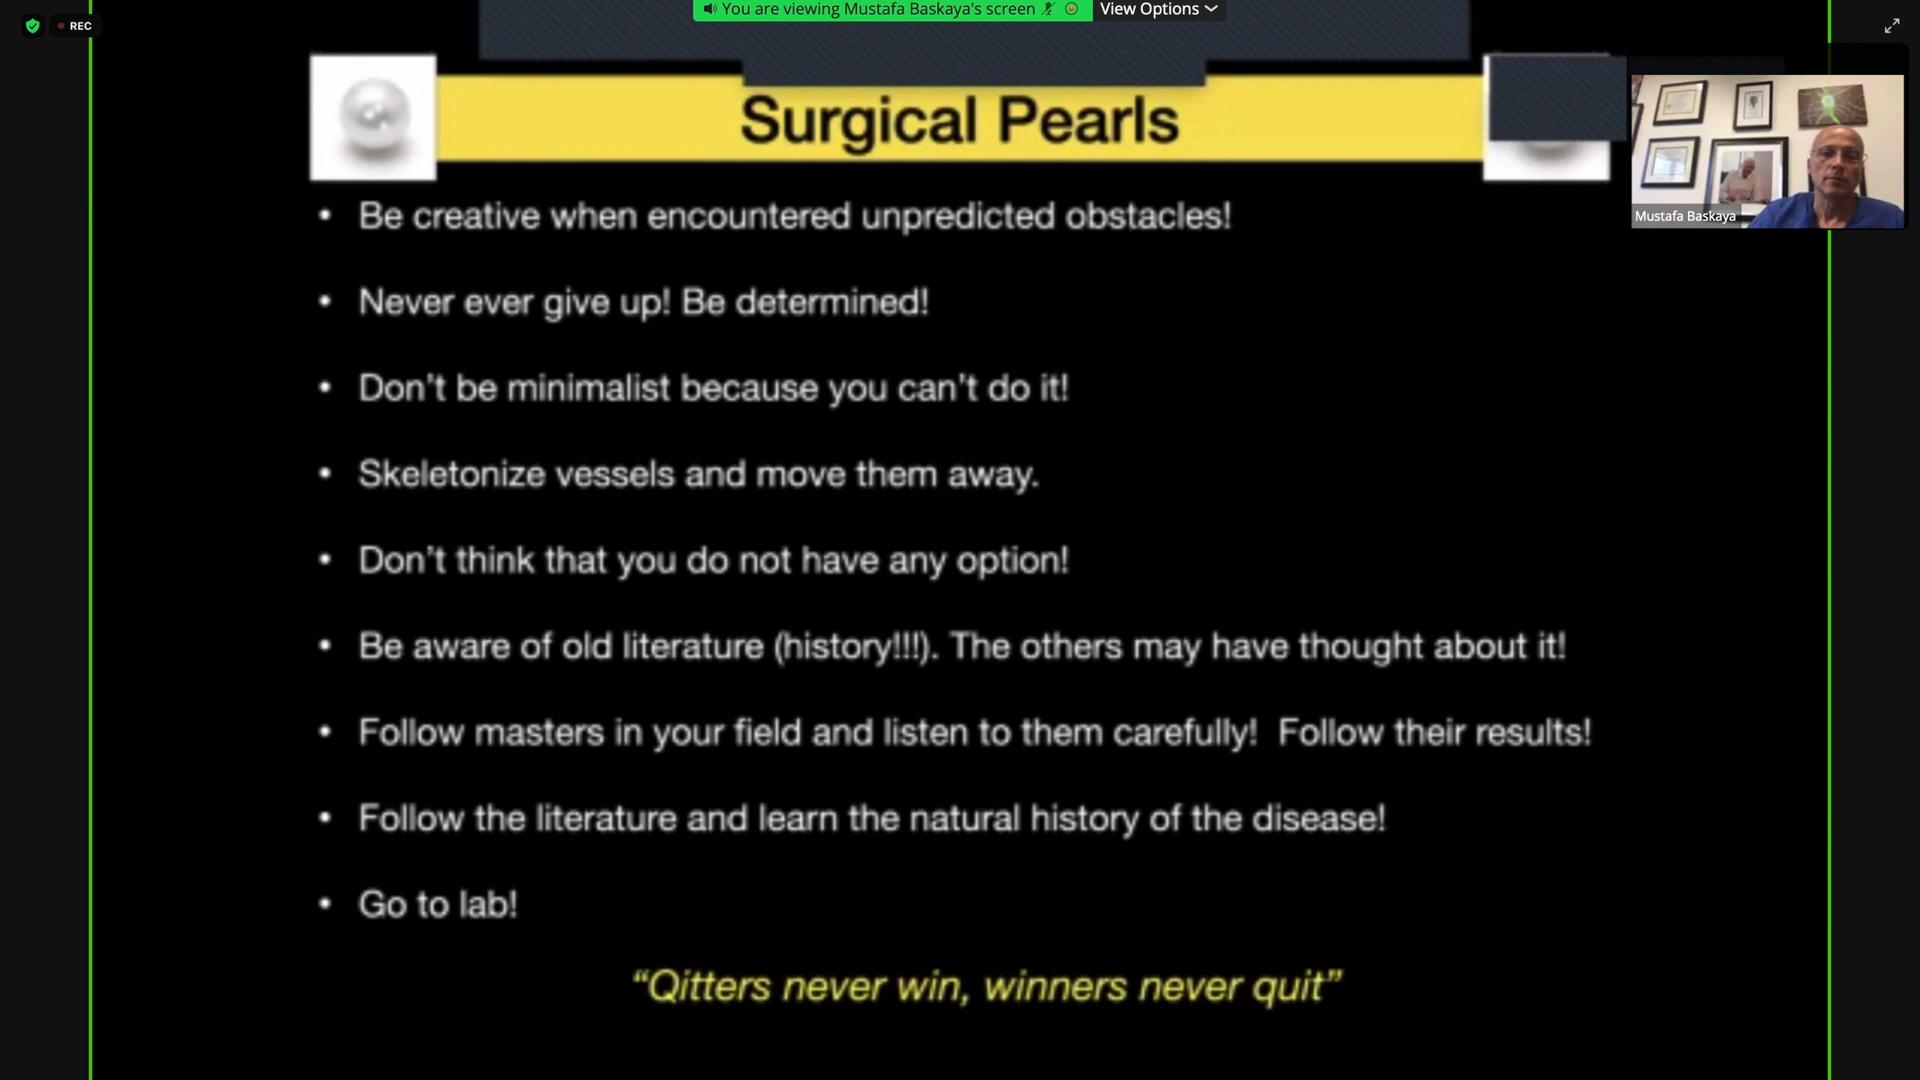 REC
You are viewing Mustafa Baskaya's screen
View Options
Surgical Pearls
Mustafa Baskaya
• Be creative when encountered unpredicted obstacles!
• Never ever give up! Be determined!
• Don't be minimalist because you can't do it!
• Skeletonize vessels and move them away.
• Don't think that you do not have any option!
• Be aware of old literature (history!!!). The others may have thought about it!
• Follow masters in your field and listen to them carefully!  Follow their results!
• Follow the literature and learn the natural history of the disease!
• Go to lab!
“Qitters never win, winners never quit”